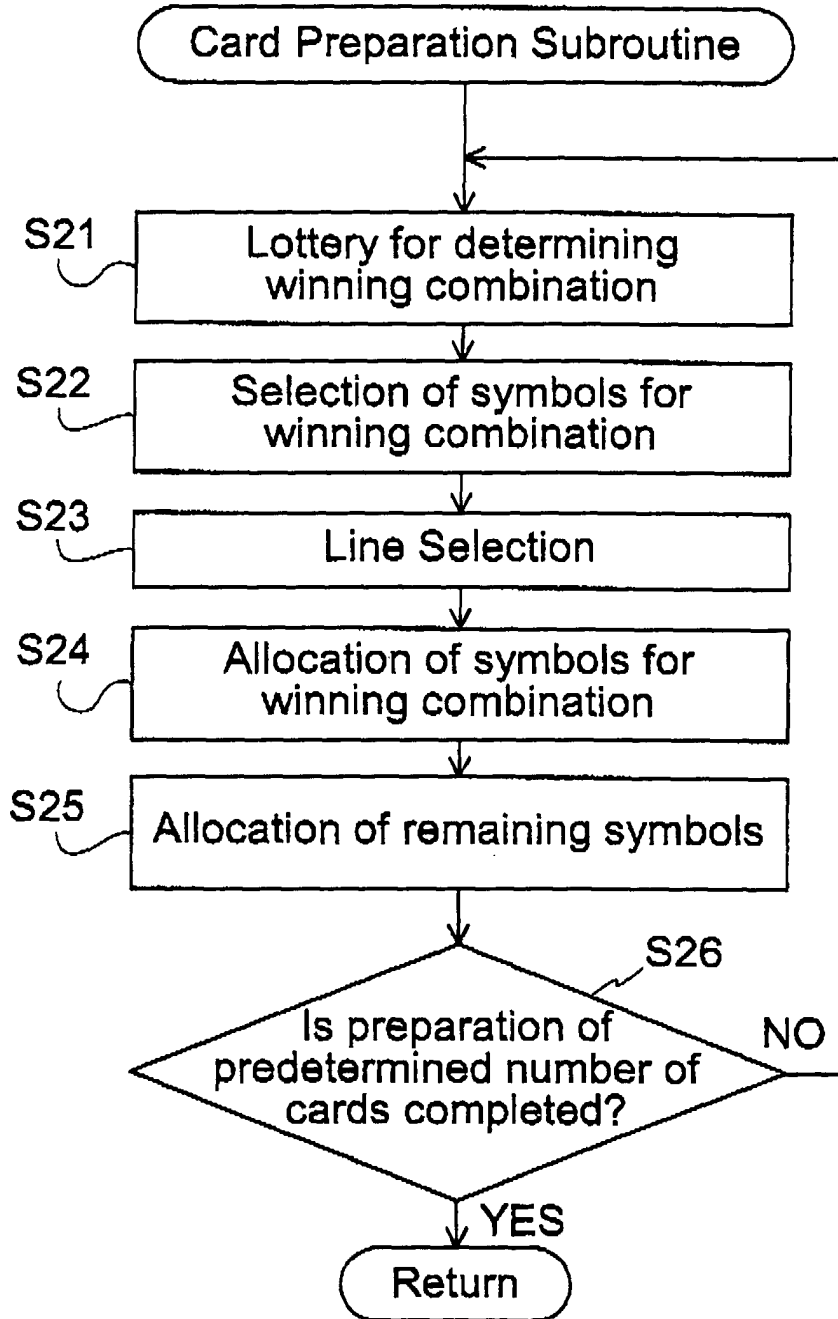 Card Preparation Subroutine
S21
Lottery for determining
winning combination
S22
Selection of symbols for
winning combination
S23
Line Selection
S24
Allocation of symbols for
winning combination
S25
Allocation of remaining symbols
S26
Is preparation of
predetermined number of
cards completed?
NO
YES
Return